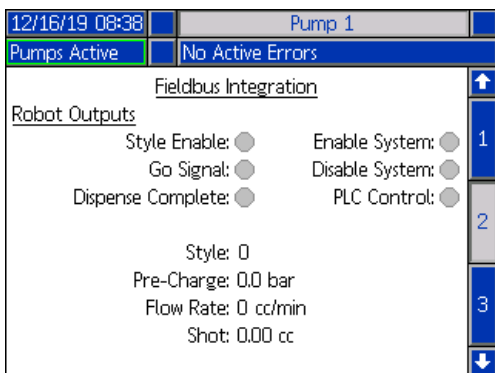 12/16/19 08:38 Pump 1
Pumps Active No Active Errors
Fieldbus Integration
Robot Outputs
Style Enable: Enable System:
Go Signal: Disable System:
Dispense Complete: PLC Control:
Style: 0
Pre-Charge: 0.0 bar
Flow Rate: 0 cc/min
Shot: 0.00 cc
1
2
3